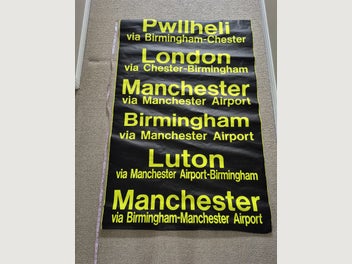 Pwllheli
via Birmingham-Chester
London
via Chester-Birmingham
Manchester
via Manchester Airport
Birmingham
via Manchester Airport
Luton
via Manchester Airport-Birmingham
Manchester
via Birmingham-Manchester Airport